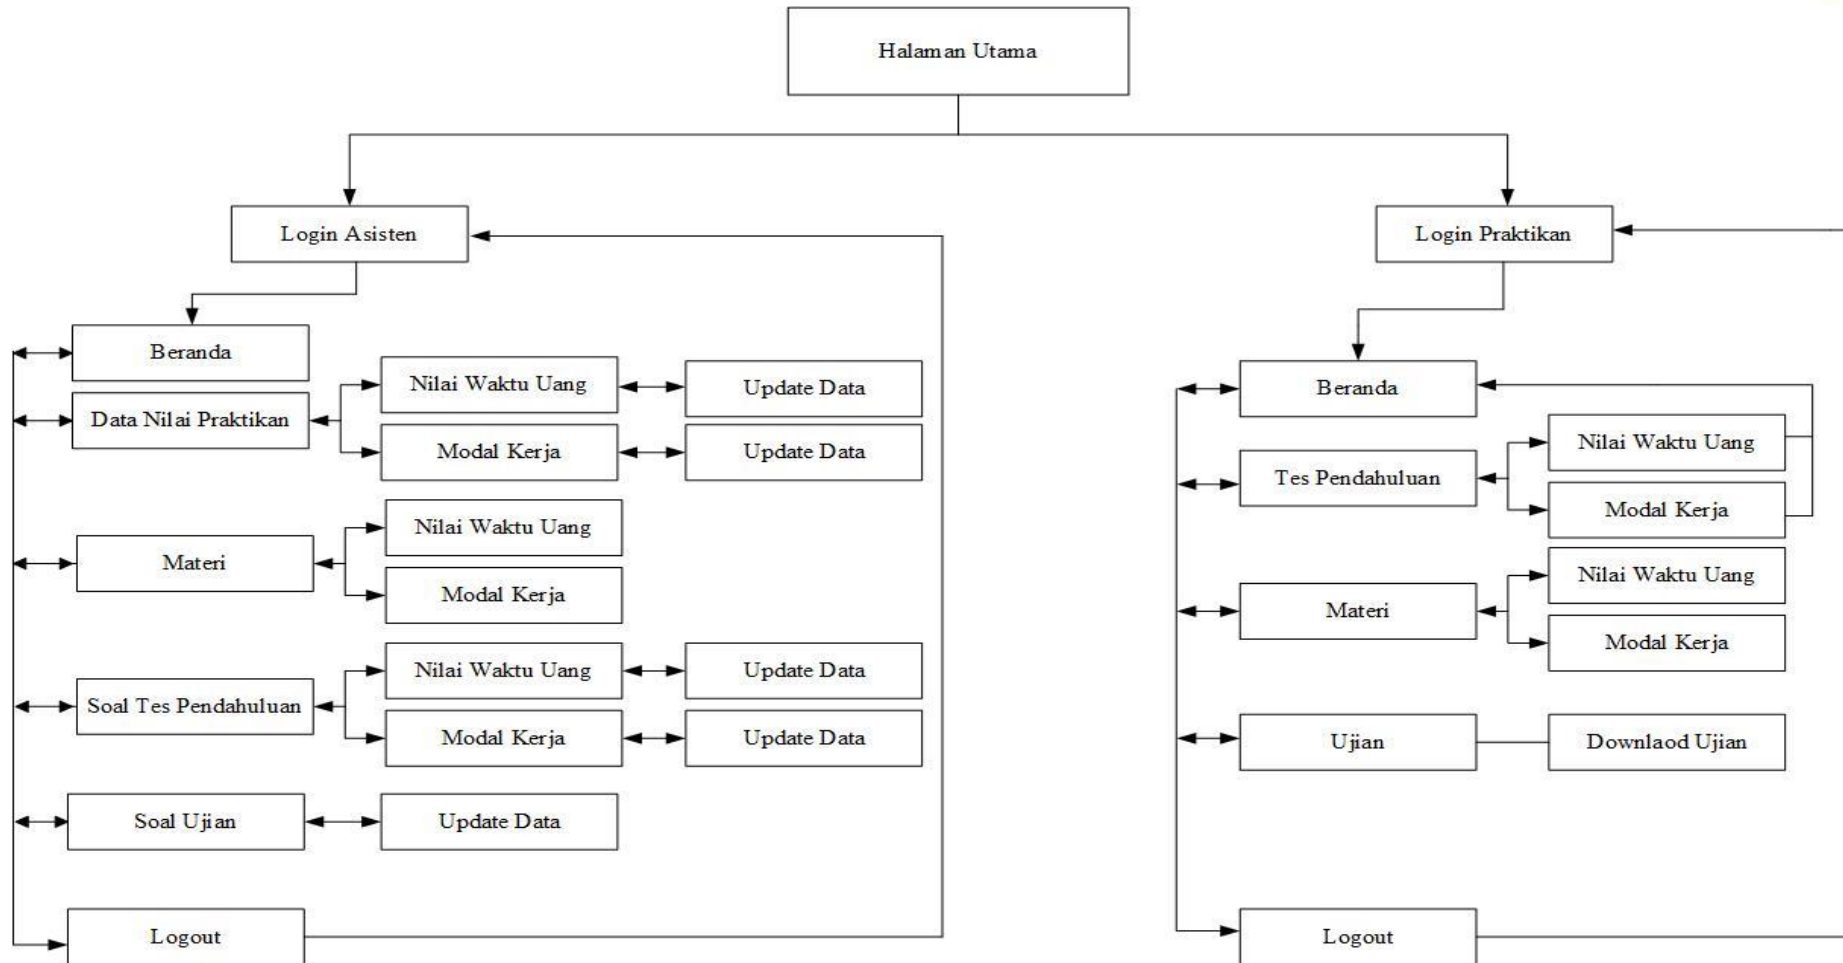 Halaman Utama
Login Asisten
Beranda
Data Nilai Praktikan
Nilai Waktu Uang
Update Data
Modal Kerja
Update Data
Materi
Nilai Waktu Uang
Modal Kerja
Soal Tes Pendahuluan
Nilai Waktu Uang
Update Data
Modal Kerja
Update Data
Soal Ujian
Update Data
Logout
Login Praktikan
Beranda
Tes Pendahuluan
Nilai Waktu Uang
Modal Kerja
Materi
Nilai Waktu Uang
Modal Kerja
Ujian
Downlaod Ujian
Logout